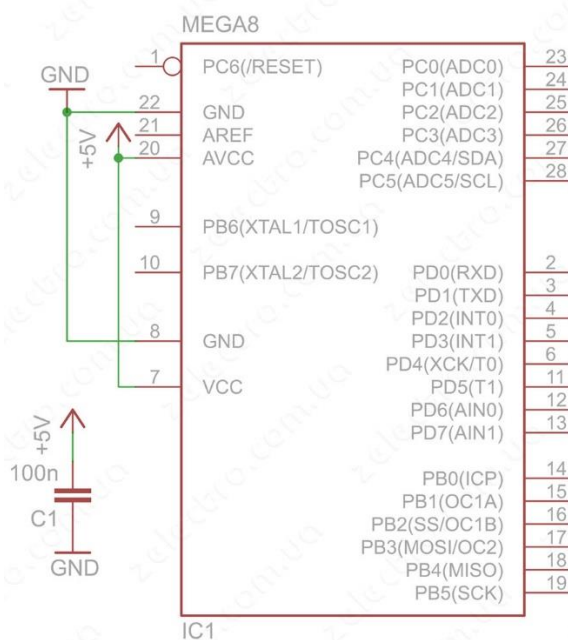 MEGA8
GND
1 PC6(/RESET) PC0(ADC0) 23
PC1(ADC1) 24
22 GND PC2(ADC2) 25
21 AREF PC3(ADC3) 26
+5V
20 AVCC PC4(ADC4/SDA) 27
PC5(ADC5/SCL) 28
9 PB6(XTAL1/TOSC1)
10 PB7(XTAL2/TOSC2) PD0(RXD) 2
PD1(TXD) 3
PD2(INT0) 4
8 GND PD3(INT1) 5
PD4(XCK/T0) 6
7 VCC PD5(T1) 11
PD6(AIN0) 12
PD7(AIN1) 13
+5V
100n
C1
GND
PB0(ICP) 14
PB1(OC1A) 15
PB2(SS/OC1B) 16
PB3(MOSI/OC2) 17
PB4(MISO) 18
PB5(SCK) 19
IC1
zelectro.com.ua